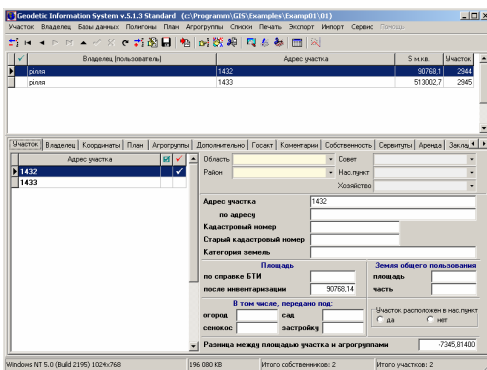 Geodetic Information System v.5.1.3 Standard (c:\Programm\GIS\Examples\Examp01\01)
Участок Владелец Базы данных Полигоны План Агрогруппы Списки Печать Экспорт Импорт Сервис Помощь
Владелец (пользователь) Адрес участка S м.кв. Участок
рілля 1432 90768,1 2944
рілля 1433 513002,7 2945
Участок Владелец Координаты План Агрогруппы Дополнительно Госакт Коментарии Собственность Сервитуты Аренда Заклад
Адрес участка
1432
1433
Область Совет
Район Нас.пункт
Хозяйство
Адрес участка 1432
по адресу
Кадастровый номер
Старый кадастровый номер
Категория земель
Площадь Земля общего пользования
по справке БТИ площадь
после инвентаризации 90768,14 часть
В том числе, передано под:
огород сад Участок расположен в нас.пункте
сенокос застройку да нет
Разница между площадью участка и агрогруппами -7345,81400
Windows NT 5.0 (Build 2195) 1024x768 196 080 KB Итого собственников: 2 Итого участков: 2